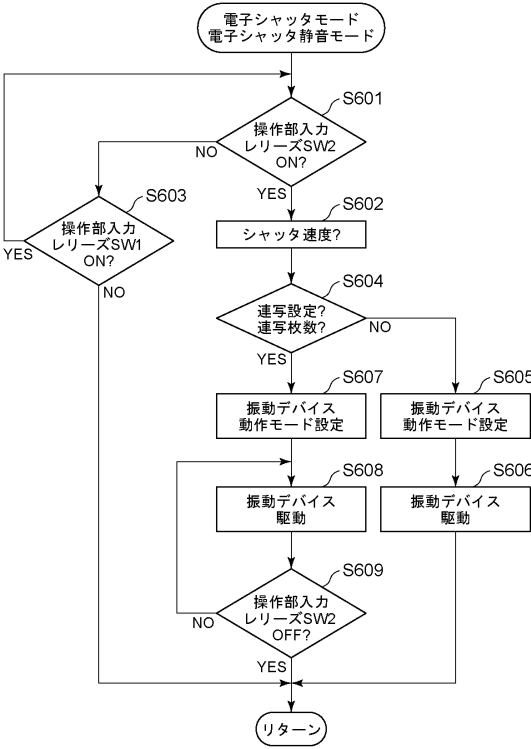 電子シャッタモード
電子シャッタ静音モード
S601
操作部入力
レリーズSW2
ON?
NO
YES
S603
操作部入力
レリーズSW1
ON?
YES
NO
S602
シャッタ速度?
S604
連写設定?
連写枚数?
NO
YES
S607
振動デバイス
動作モード設定
S605
振動デバイス
動作モード設定
S608
振動デバイス
駆動
S606
振動デバイス
駆動
S609
操作部入力
レリーズSW2
OFF?
NO
YES
リターン